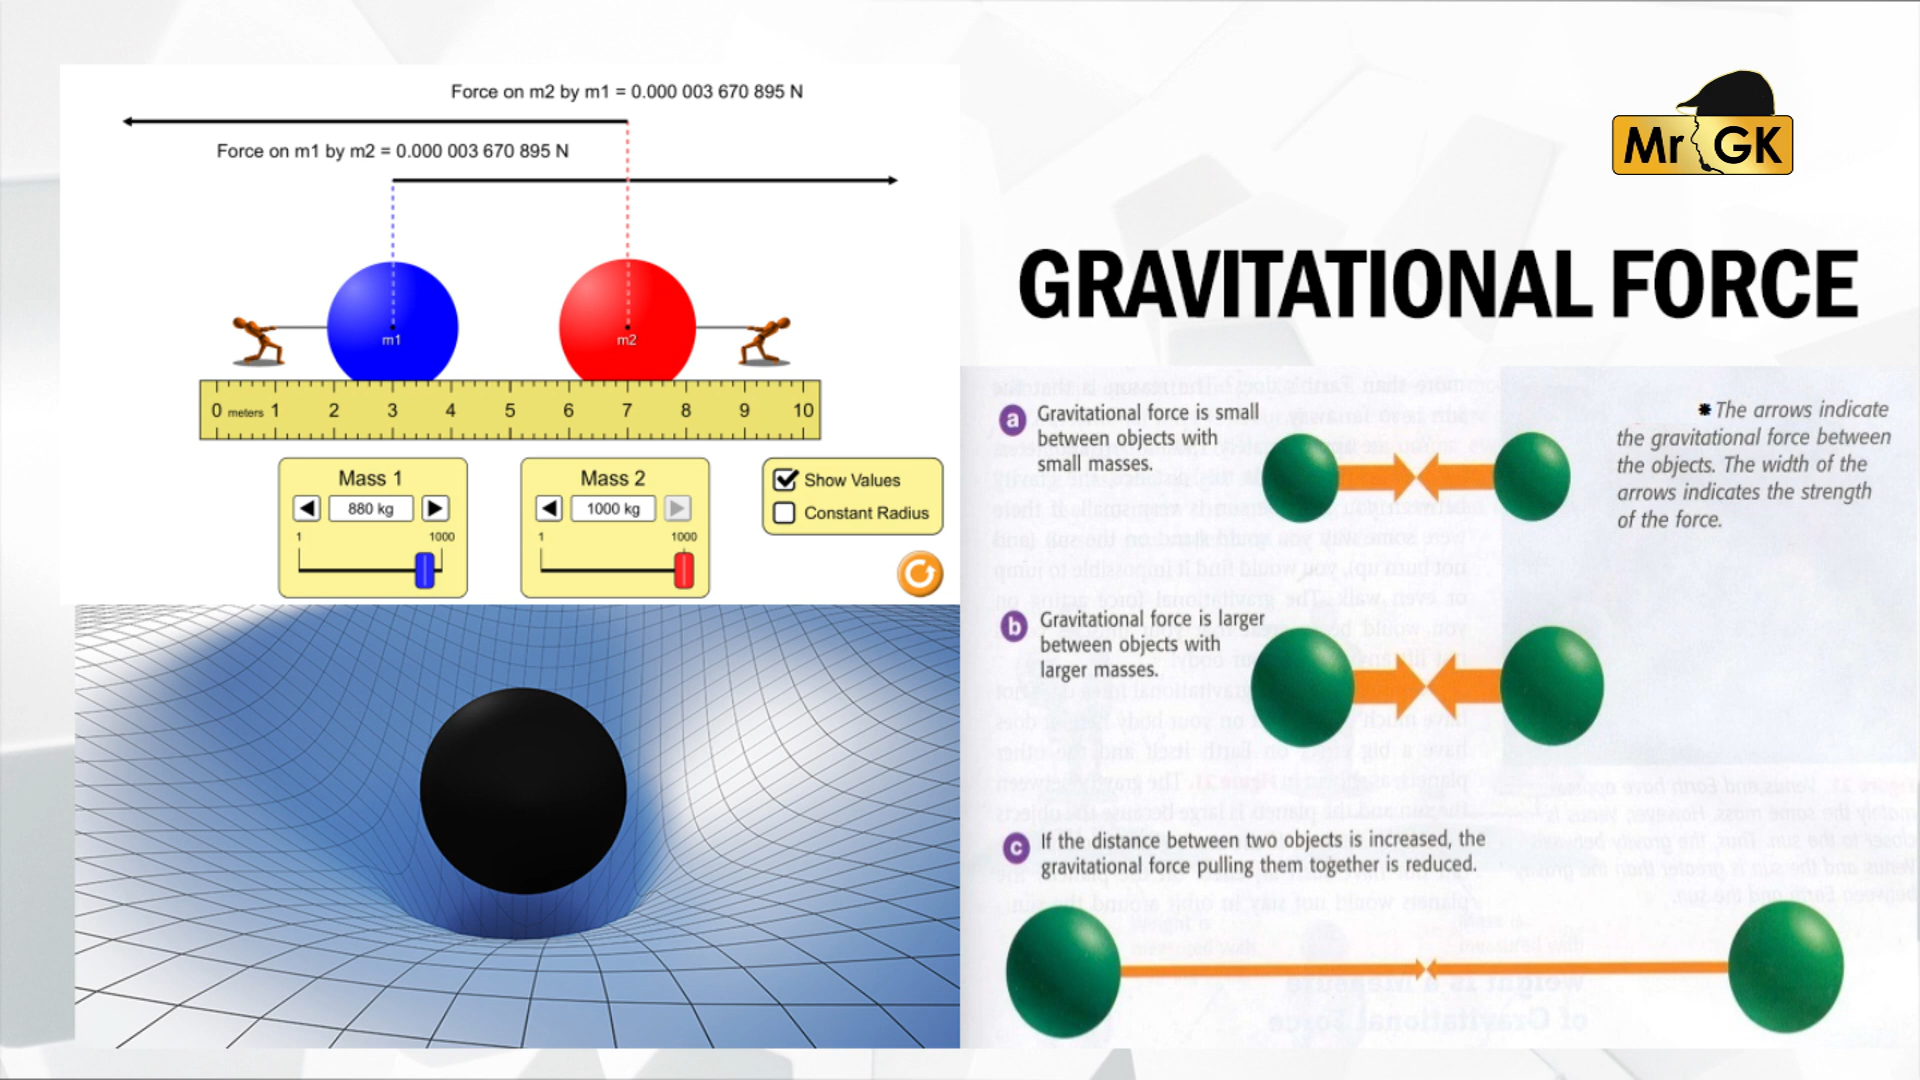 Force on m2 by m1 = 0.000 003 670 895 N
Force on m1 by m2 = 0.000 003 670 895 N
m1
m2
0 meters 1 2 3 4 5 6 7 8 9 10
Mass 1
880 kg
1 1000
Mass 2
1000 kg
1 1000
Show Values
Constant Radius
Mr GK
GRAVITATIONAL FORCE
a Gravitational force is small
between objects with
small masses.
✱ The arrows indicate
the gravitational force between
the objects. The width of the
arrows indicates the strength
of the force.
b Gravitational force is larger
between objects with
larger masses.
c If the distance between two objects is increased, the
gravitational force pulling them together is reduced.